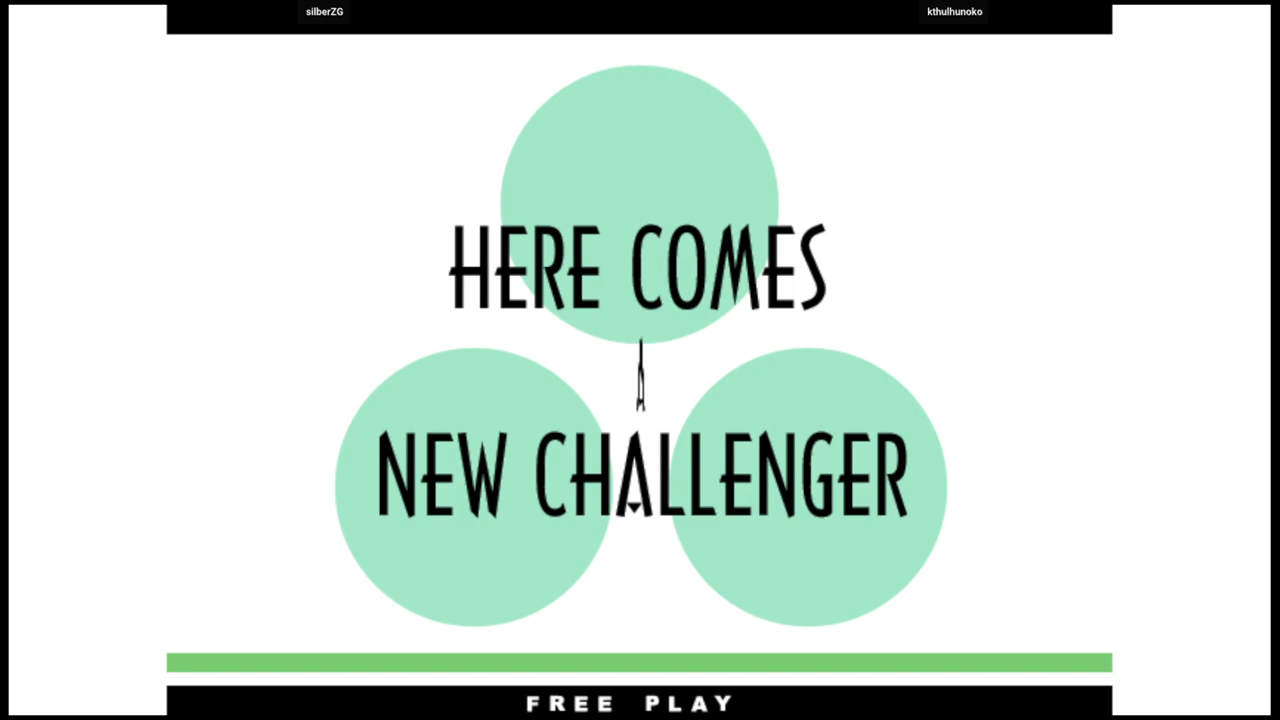 silberZG kthulhunoko
HERE COMES
A
NEW CHALLENGER
FREE PLAY